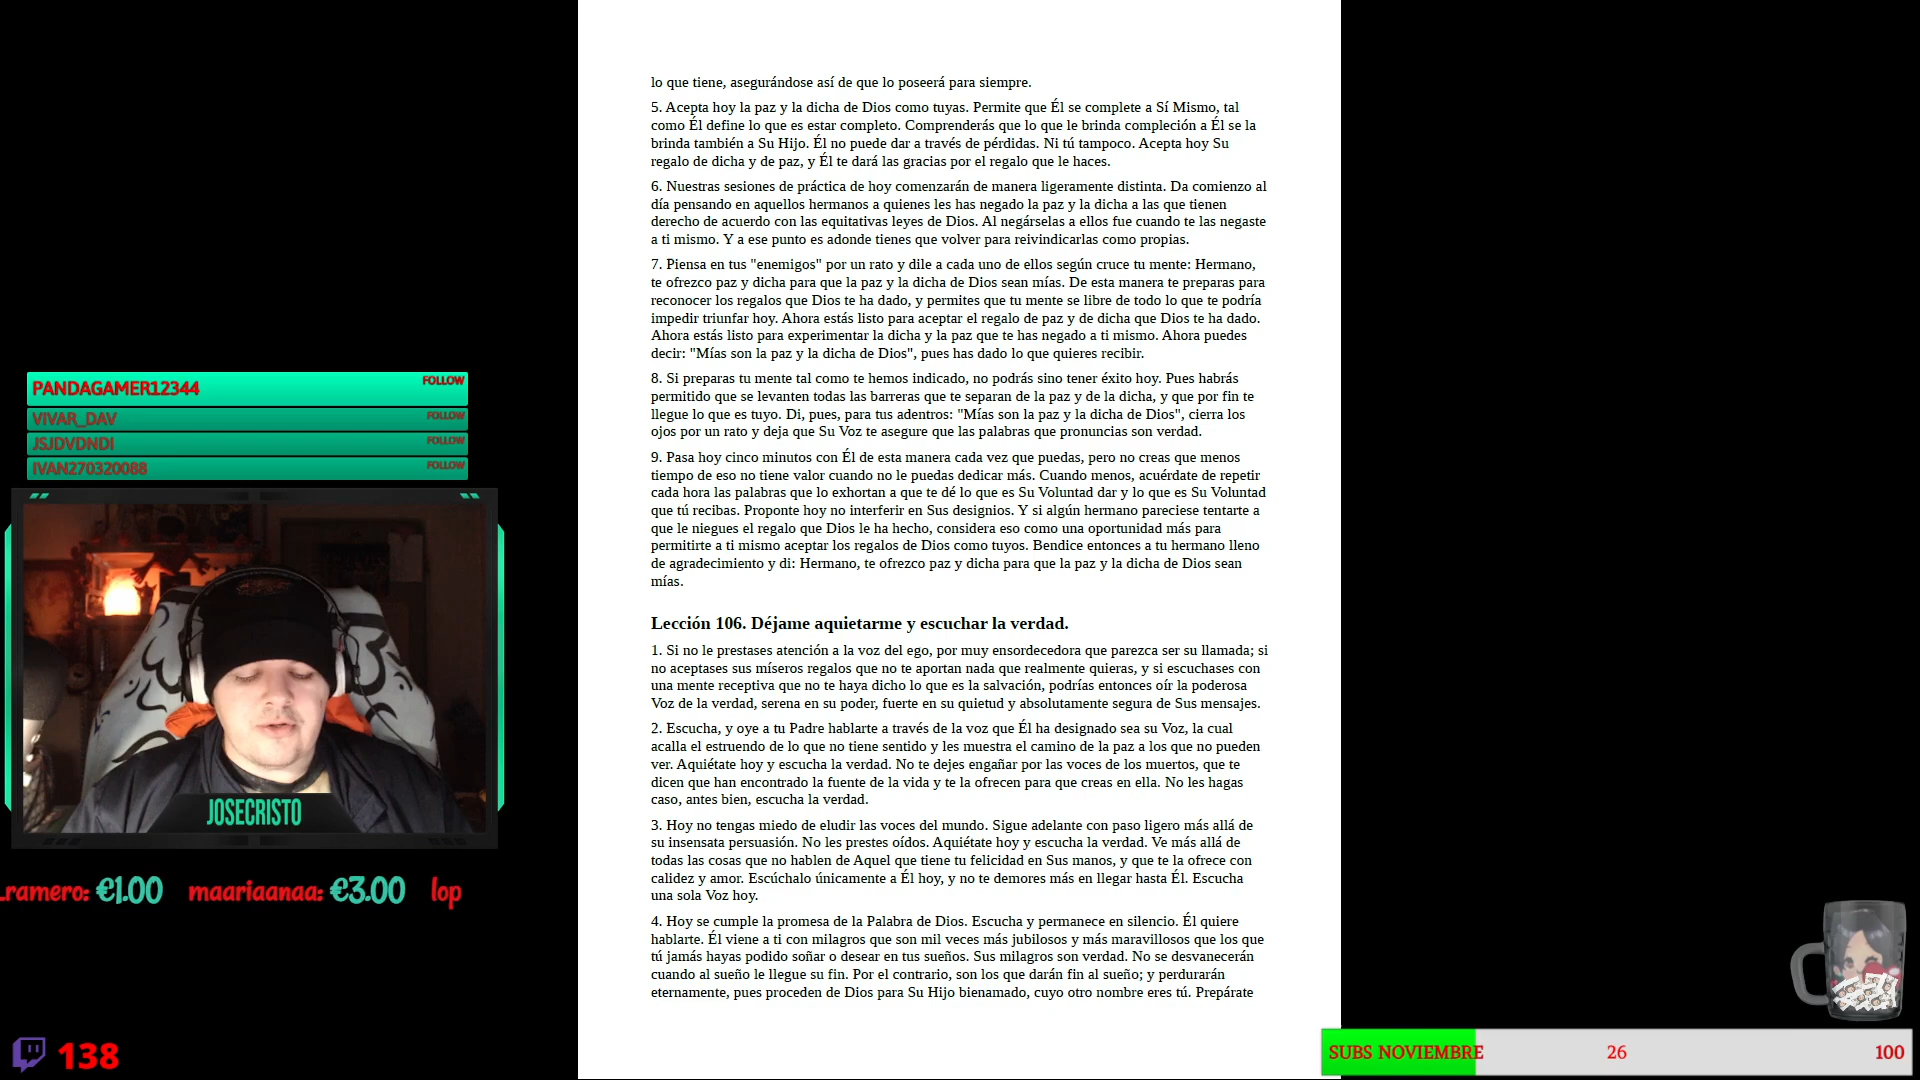 lo que tiene, asegurándose así de que lo poseerá para siempre.
5. Acepta hoy la paz y la dicha de Dios como tuyas. Permite que Él se complete a Sí Mismo, tal
como Él define lo que es estar completo. Comprenderás que lo que le brinda compleción a Él se la
brinda también a Su Hijo. Él no puede dar a través de pérdidas. Ni tú tampoco. Acepta hoy Su
regalo de dicha y de paz, y Él te dará las gracias por el regalo que le haces.
6. Nuestras sesiones de práctica de hoy comenzarán de manera ligeramente distinta. Da comienzo al
día pensando en aquellos hermanos a quienes les has negado la paz y la dicha a las que tienen
derecho de acuerdo con las equitativas leyes de Dios. Al negárselas a ellos fue cuando te las negaste
a ti mismo. Y a ese punto es adonde tienes que volver para reivindicarlas como propias.
7. Piensa en tus "enemigos" por un rato y dile a cada uno de ellos según cruce tu mente: Hermano,
te ofrezco paz y dicha para que la paz y la dicha de Dios sean mías. De esta manera te preparas para
reconocer los regalos que Dios te ha dado, y permites que tu mente se libre de todo lo que te podría
impedir triunfar hoy. Ahora estás listo para aceptar el regalo de paz y de dicha que Dios te ha dado.
Ahora estás listo para experimentar la dicha y la paz que te has negado a ti mismo. Ahora puedes
decir: "Mías son la paz y la dicha de Dios", pues has dado lo que quieres recibir.
8. Si preparas tu mente tal como te hemos indicado, no podrás sino tener éxito hoy. Pues habrás
permitido que se levanten todas las barreras que te separan de la paz y de la dicha, y que por fin te
llegue lo que es tuyo. Di, pues, para tus adentros: "Mías son la paz y la dicha de Dios", cierra los
ojos por un rato y deja que Su Voz te asegure que las palabras que pronuncias son verdad.
9. Pasa hoy cinco minutos con Él de esta manera cada vez que puedas, pero no creas que menos
tiempo de eso no tiene valor cuando no le puedas dedicar más. Cuando menos, acuérdate de repetir
cada hora las palabras que lo exhortan a que te dé lo que es Su Voluntad dar y lo que es Su Voluntad
que tú recibas. Proponte hoy no interferir en Sus designios. Y si algún hermano pareciese tentarte a
que le niegues el regalo que Dios le ha hecho, considera eso como una oportunidad más para
permitirte a ti mismo aceptar los regalos de Dios como tuyos. Bendice entonces a tu hermano lleno
de agradecimiento y di: Hermano, te ofrezco paz y dicha para que la paz y la dicha de Dios sean
mías.
Lección 106. Déjame aquietarme y escuchar la verdad.
1. Si no le prestases atención a la voz del ego, por muy ensordecedora que parezca ser su llamada; si
no aceptases sus míseros regalos que no te aportan nada que realmente quieras, y si escuchases con
una mente receptiva que no te haya dicho lo que es la salvación, podrías entonces oír la poderosa
Voz de la verdad, serena en su poder, fuerte en su quietud y absolutamente segura de Sus mensajes.
2. Escucha, y oye a tu Padre hablarte a través de la voz que Él ha designado sea su Voz, la cual
acalla el estruendo de lo que no tiene sentido y les muestra el camino de la paz a los que no pueden
ver. Aquiétate hoy y escucha la verdad. No te dejes engañar por las voces de los muertos, que te
dicen que han encontrado la fuente de la vida y te la ofrecen para que creas en ella. No les hagas
caso, antes bien, escucha la verdad.
3. Hoy no tengas miedo de eludir las voces del mundo. Sigue adelante con paso ligero más allá de
su insensata persuasión. No les prestes oídos. Aquiétate hoy y escucha la verdad. Ve más allá de
todas las cosas que no hablen de Aquel que tiene tu felicidad en Sus manos, y que te la ofrece con
calidez y amor. Escúchalo únicamente a Él hoy, y no te demores más en llegar hasta Él. Escucha
una sola Voz hoy.
4. Hoy se cumple la promesa de la Palabra de Dios. Escucha y permanece en silencio. Él quiere
hablarte. Él viene a ti con milagros que son mil veces más jubilosos y más maravillosos que los que
tú jamás hayas podido soñar o desear en tus sueños. Sus milagros son verdad. No se desvanecerán
cuando al sueño le llegue su fin. Por el contrario, son los que darán fin al sueño; y perdurarán
eternamente, pues proceden de Dios para Su Hijo bienamado, cuyo otro nombre eres tú. Prepárate
PANDAGAMER12344 FOLLOW
VIVAR_DAV FOLLOW
JSJDVDNDI FOLLOW
IVAN270320088 FOLLOW
JOSECRISTO
ramero: €1.00 maariaanaa: €3.00 lop
138
SUBS NOVIEMBRE 26 100